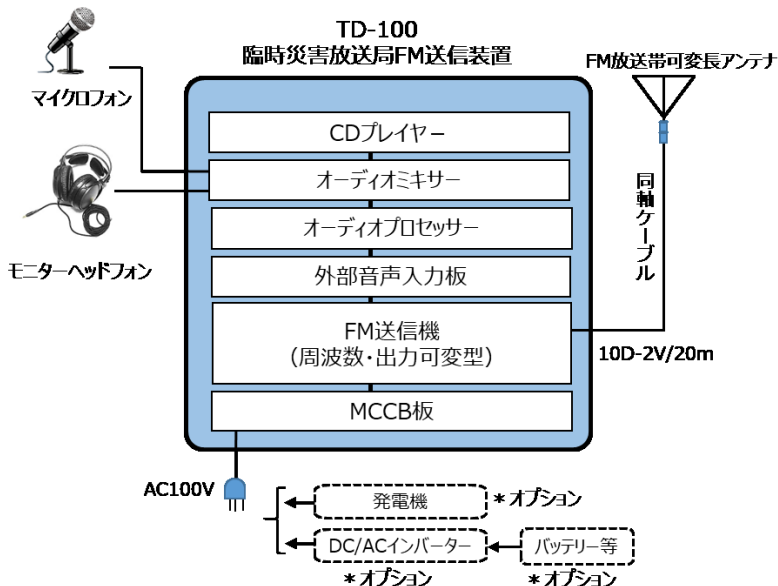 TD-100
臨時災害放送局FM送信装置
FM放送帯可変長アンテナ
マイクロフォン
CDプレイヤー
オーディオミキサー
オーディオプロセッサー
外部音声入力板
FM送信機
(周波数・出力可変型)
MCCB板
モニターヘッドフォン
同軸ケーブル
10D-2V/20m
AC100V
発電機
*オプション
DC/ACインバーター
バッテリー等
*オプション
*オプション